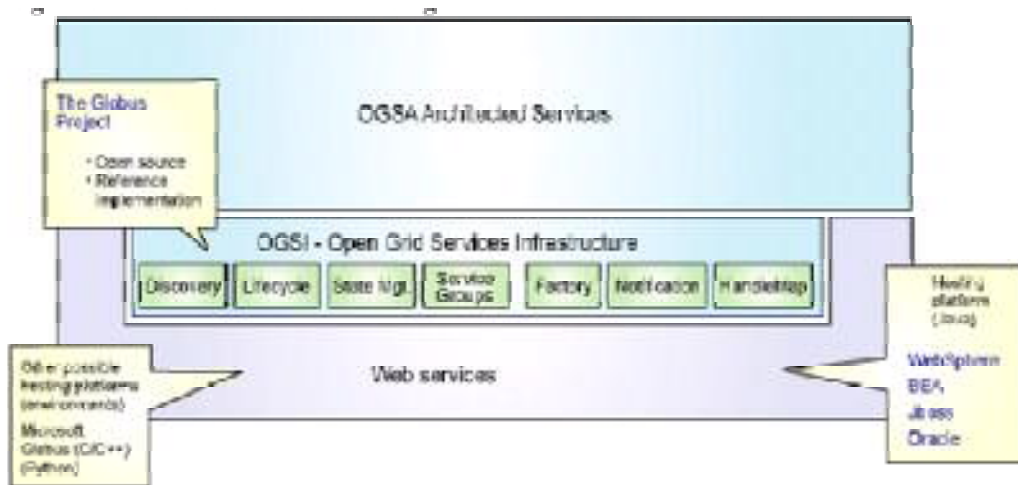 OGSA Architected Services
The Globus
Project
• Open source
• Reference
implementation
OGSI - Open Grid Services Infrastructure
Discovery
Lifecycle
State Mgt.
Service
Groups
Factory
Notification
HandleMap
Web services
Other possible
hosting platforms
(environments)
Microsoft
Globus (C/C++)
(Python)
Hosting
platform
(Java)
WebSphere
BEA
Jboss
Oracle